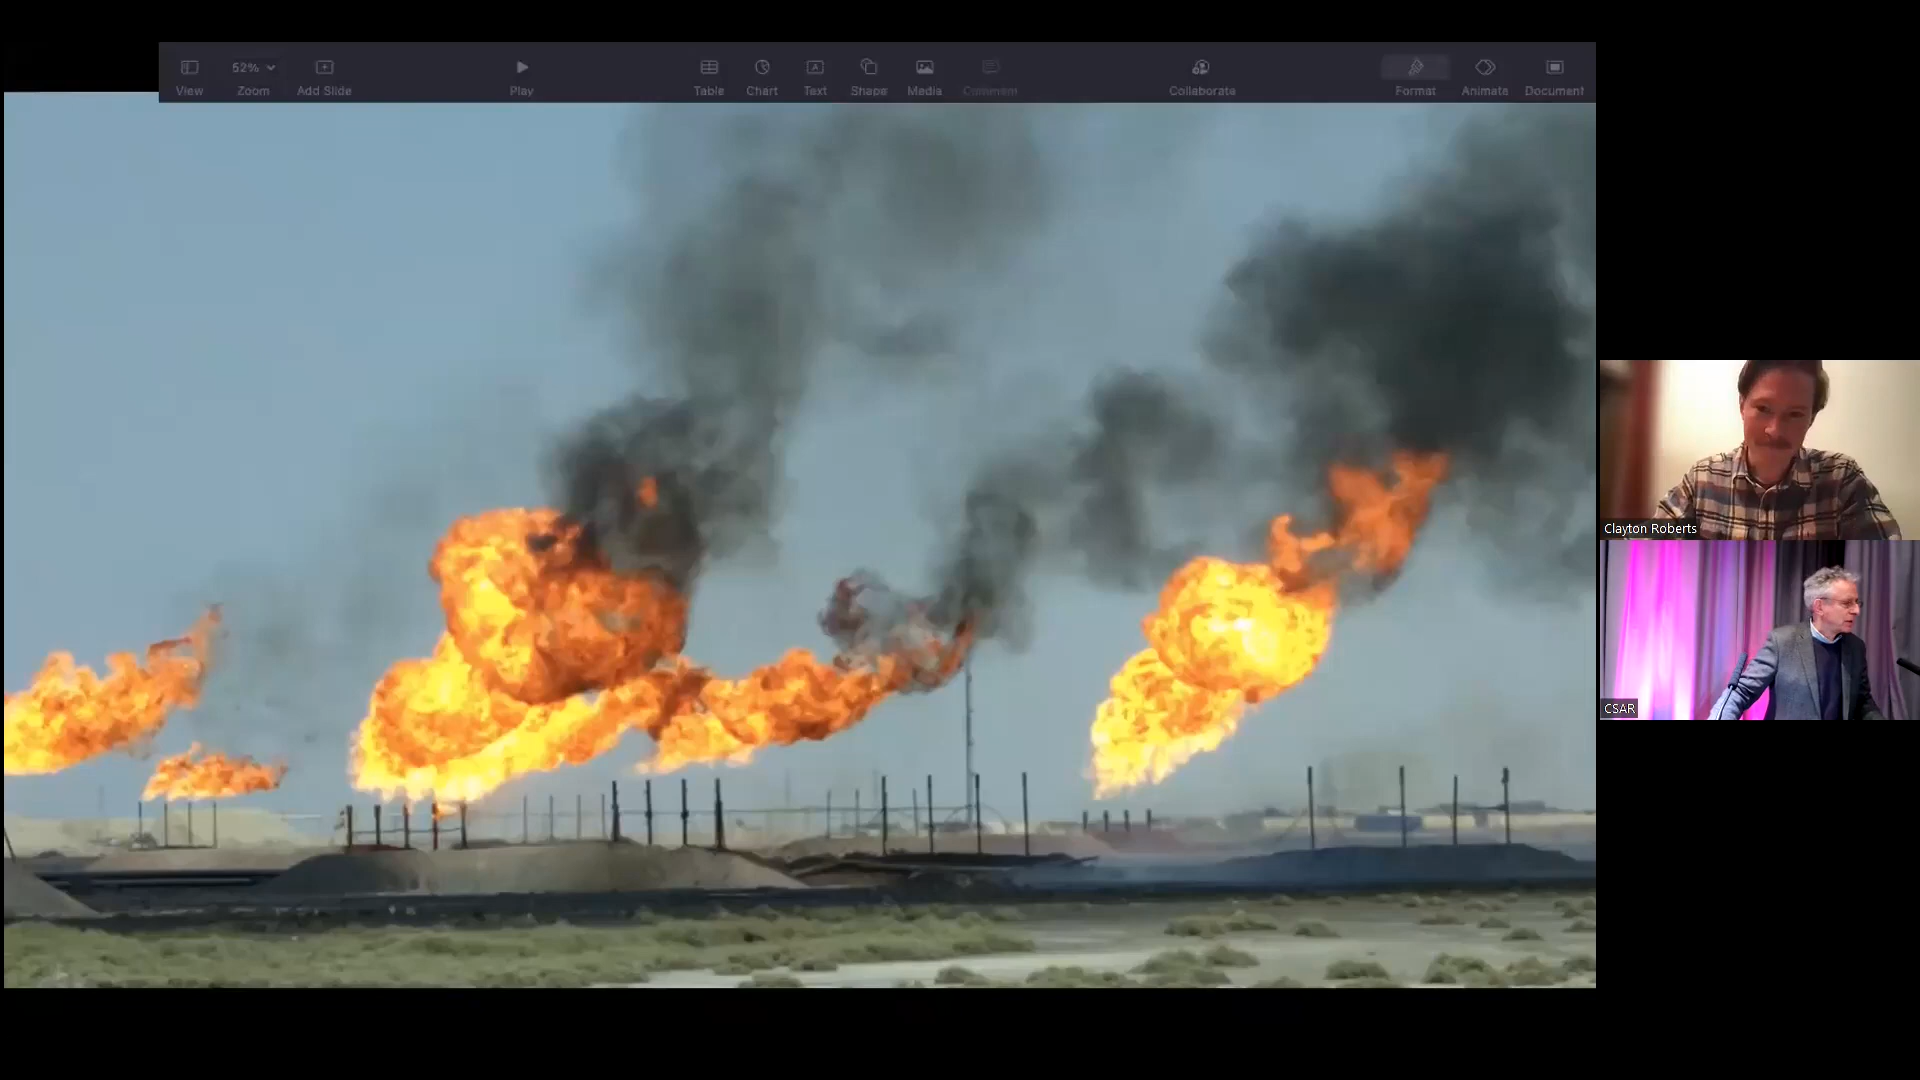 52%
View Zoom Add Slide Play Table Chart Text Shape Media Comment Collaborate Format Animate Document
Clayton Roberts
CSAR